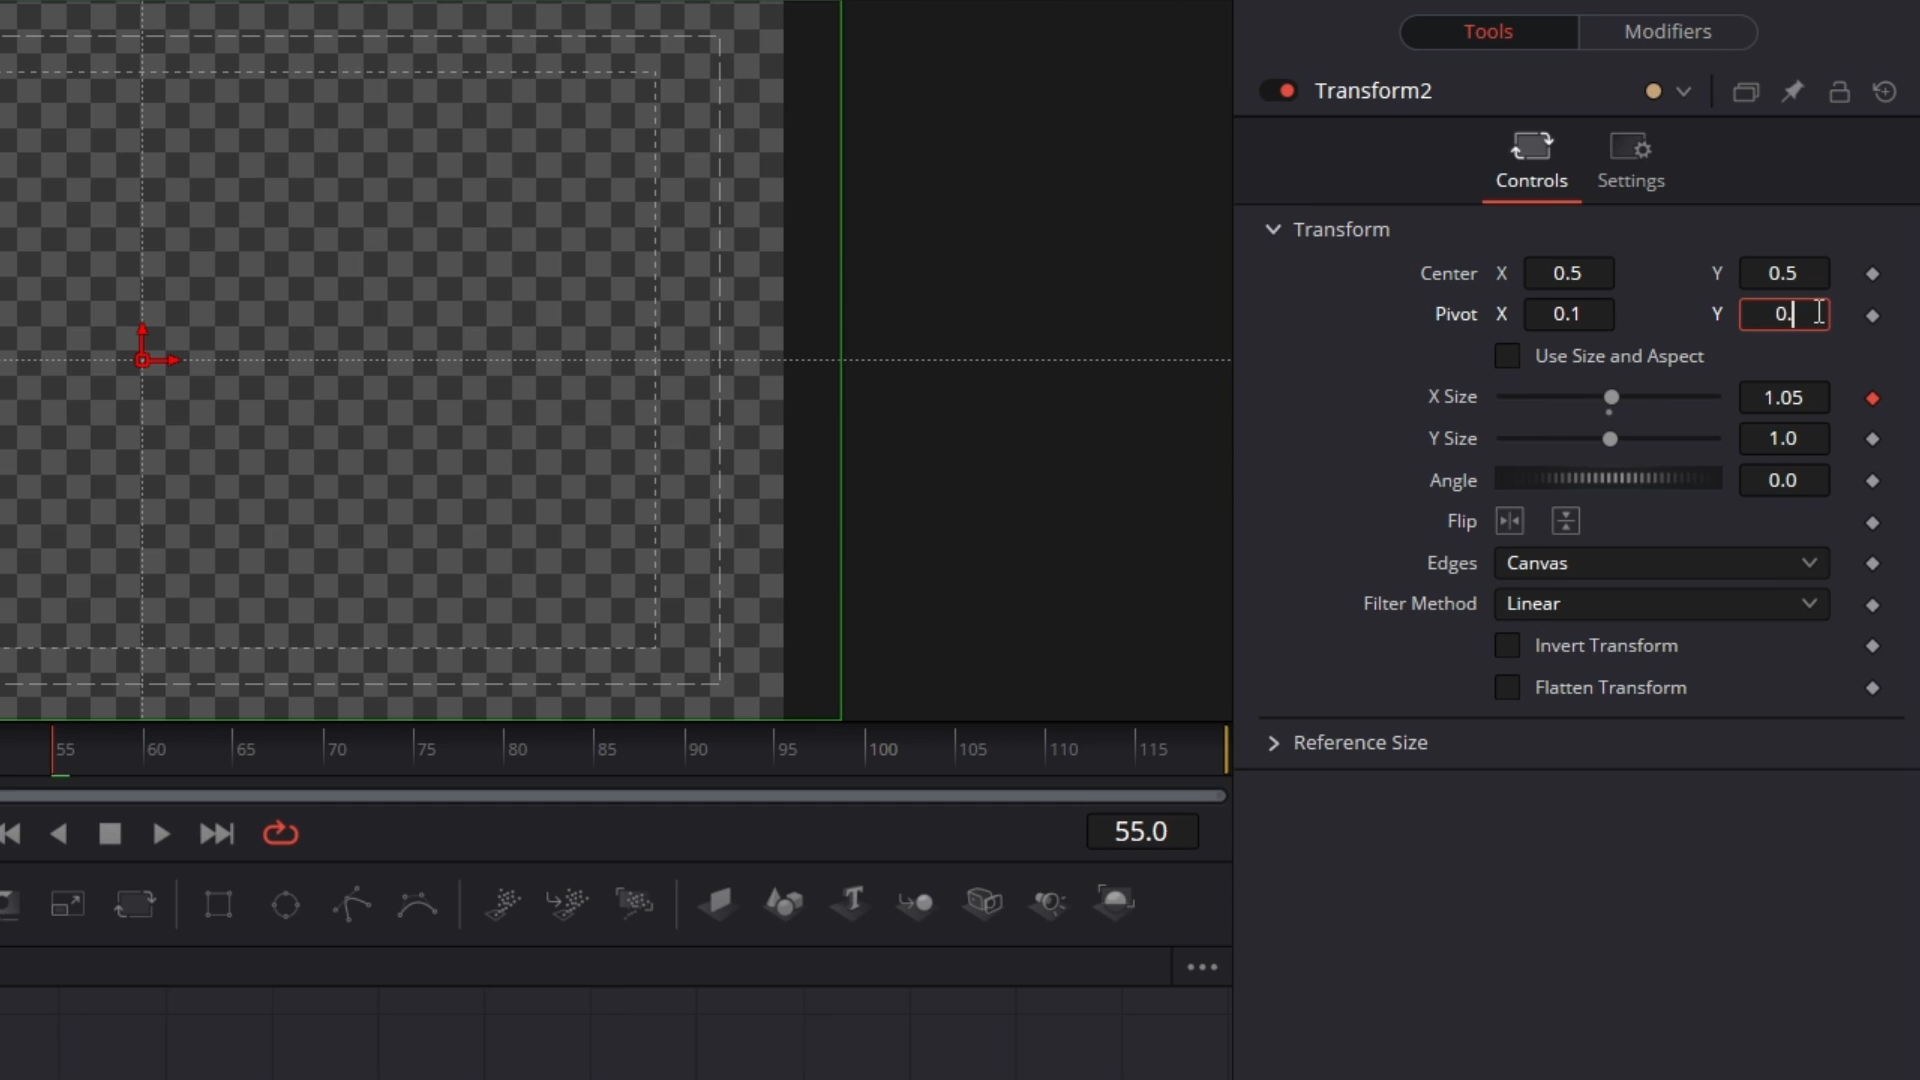 Tools Modifiers
Transform2
Controls Settings
Transform
Center X 0.5 Y 0.5
Pivot X 0.1 Y 0.
Use Size and Aspect
X Size 1.05
Y Size 1.0
Angle 0.0
Flip
Edges Canvas
Filter Method Linear
Invert Transform
Flatten Transform
Reference Size
55 60 65 70 75 80 85 90 95 100 105 110 115
55.0